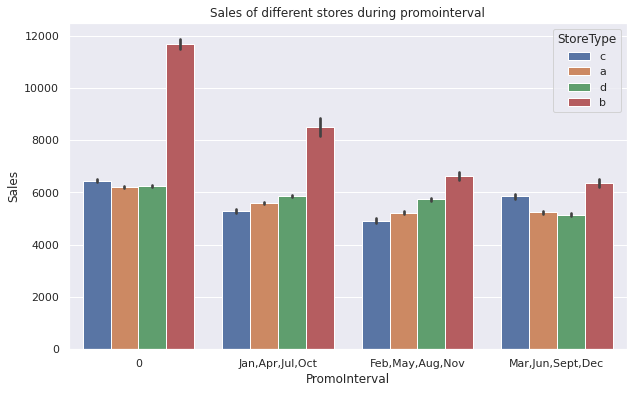 Sales of different stores during promointerval
StoreType
c
a
d
b
12000
10000
8000
6000
4000
2000
0
Sales
0
Jan,Apr,Jul,Oct
Feb,May,Aug,Nov
Mar,Jun,Sept,Dec
PromoInterval